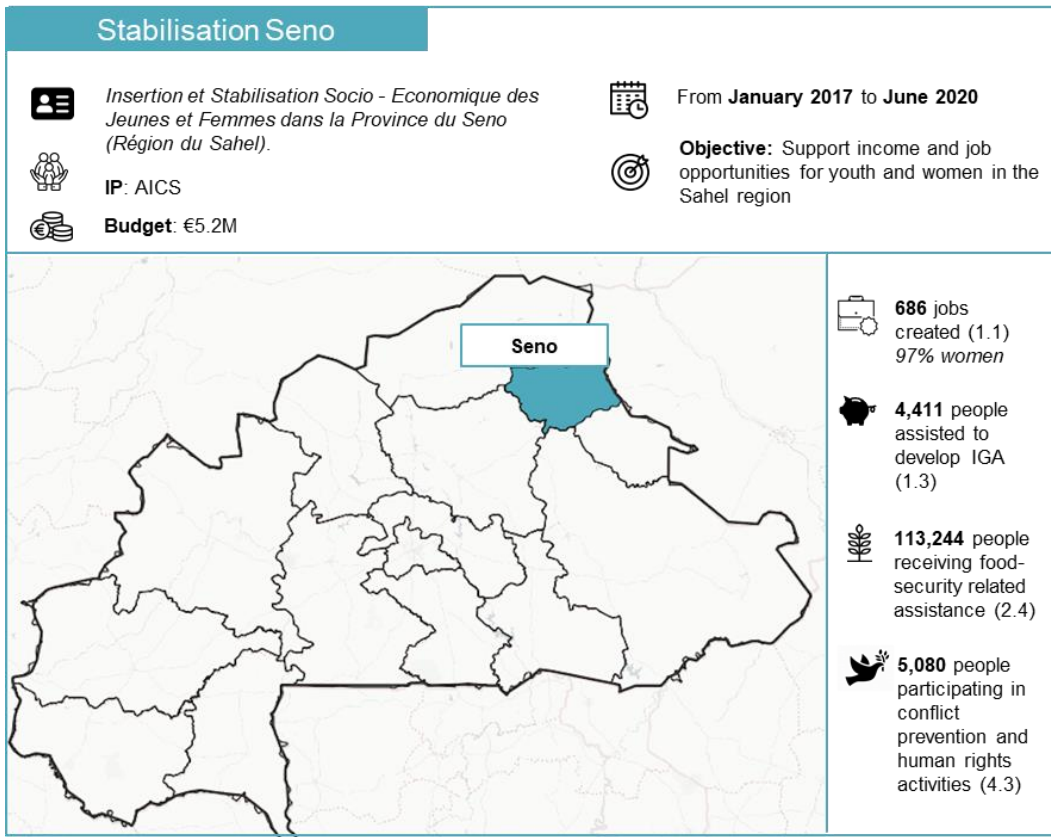 Stabilisation Seno
Insertion et Stabilisation Socio - Economique des
Jeunes et Femmes dans la Province du Seno
(Région du Sahel).
IP: AICS
Budget: €5.2M
From January 2017 to June 2020
Objective: Support income and job
opportunities for youth and women in the
Sahel region
Seno
686 jobs
created (1.1)
97% women
4,411 people
assisted to
develop IGA
(1.3)
113,244 people
receiving food-
security related
assistance (2.4)
5,080 people
participating in
conflict
prevention and
human rights
activities (4.3)